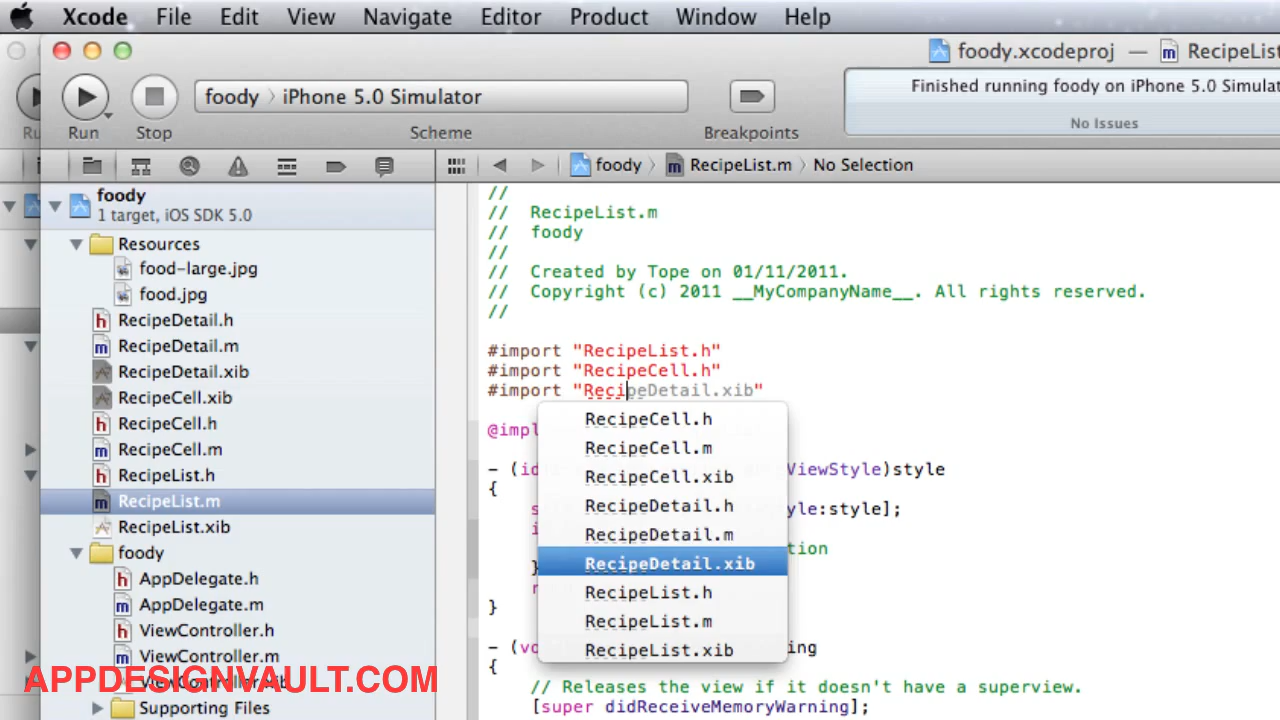 Xcode File Edit View Navigate Editor Product Window Help
foody.xcodeproj — RecipeList
foody › iPhone 5.0 Simulator
Finished running foody on iPhone 5.0 Simulat
No Issues
Run Stop Scheme Breakpoints
foody › RecipeList.m › No Selection
foody
1 target, iOS SDK 5.0
Resources
food-large.jpg
food.jpg
RecipeDetail.h
RecipeDetail.m
RecipeDetail.xib
RecipeCell.xib
RecipeCell.h
RecipeCell.m
RecipeList.h
RecipeList.m
RecipeList.xib
foody
AppDelegate.h
AppDelegate.m
ViewController.h
ViewController.m
ViewController.xib
Supporting Files
APPDESIGNVAULT.COM
//
// RecipeList.m
// foody
//
// Created by Tope on 01/11/2011.
// Copyright (c) 2011 __MyCompanyName__. All rights reserved.
//
#import "RecipeList.h"
#import "RecipeCell.h"
#import "RecipeDetail.xib"
@impl
- (id
ViewStyle)style
{
s
yle:style];
i
tion
}
r
}
- (vo
ing
{
// Releases the view if it doesn't have a superview.
[super didReceiveMemoryWarning];
RecipeCell.h
RecipeCell.m
RecipeCell.xib
RecipeDetail.h
RecipeDetail.m
RecipeDetail.xib
RecipeList.h
RecipeList.m
RecipeList.xib